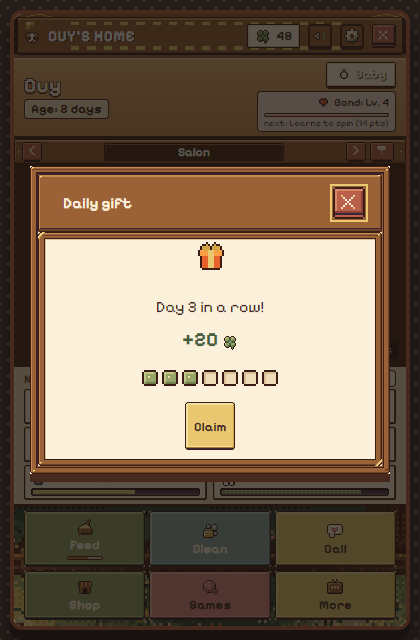 GUY'S HOME
48
Guy
Baby
Age: 2 days
Bond: Lv. 4
next: Learns to spin (14 pts)
Salon
Daily gift
Day 3 in a row!
+20
Claim
Feed
Clean
Call
Shop
Games
More